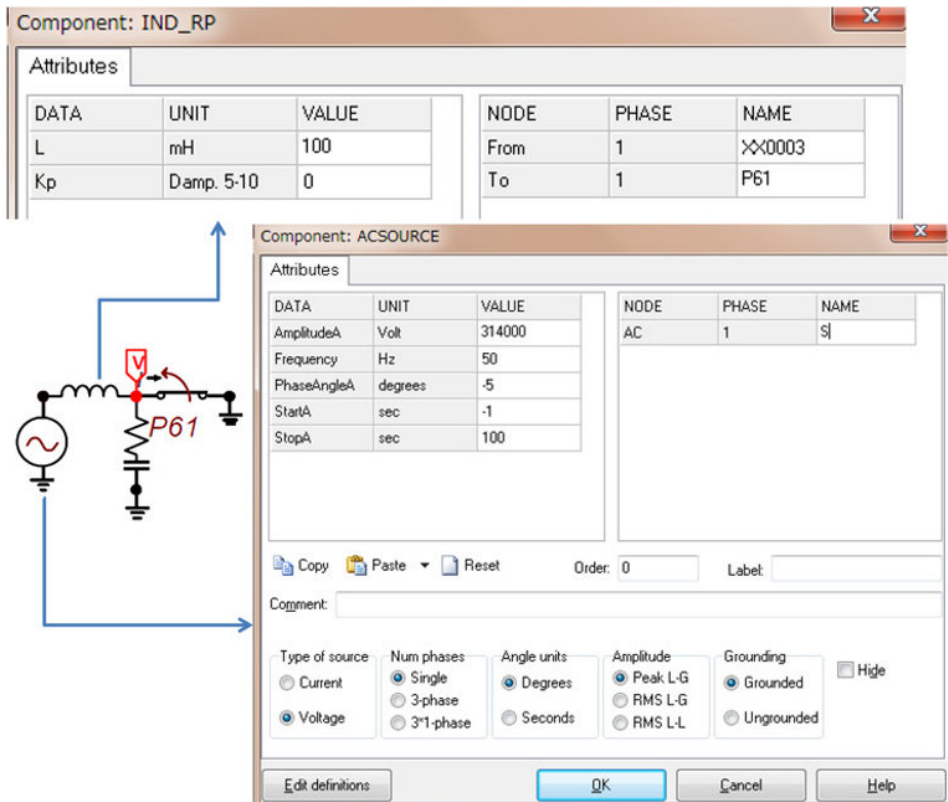 Component: IND_RP
Attributes
DATA UNIT VALUE NODE PHASE NAME
L mH 100 From 1 XX0003
Kp Damp. 5-10 0 To 1 P61
Component: ACSOURCE
Attributes
DATA UNIT VALUE NODE PHASE NAME
AmplitudeA Volt 314000 AC 1 S
Frequency Hz 50
PhaseAngleA degrees -5
StartA sec -1
StopA sec 100
V
P61
Copy Paste Reset Order: 0 Label:
Comment:
Type of source Num phases Angle units Amplitude Grounding
Current Single Degrees Peak L-G Grounded Hide
3-phase RMS L-G
Voltage 3*1-phase Seconds RMS L-L Ungrounded
Edit definitions OK Cancel Help